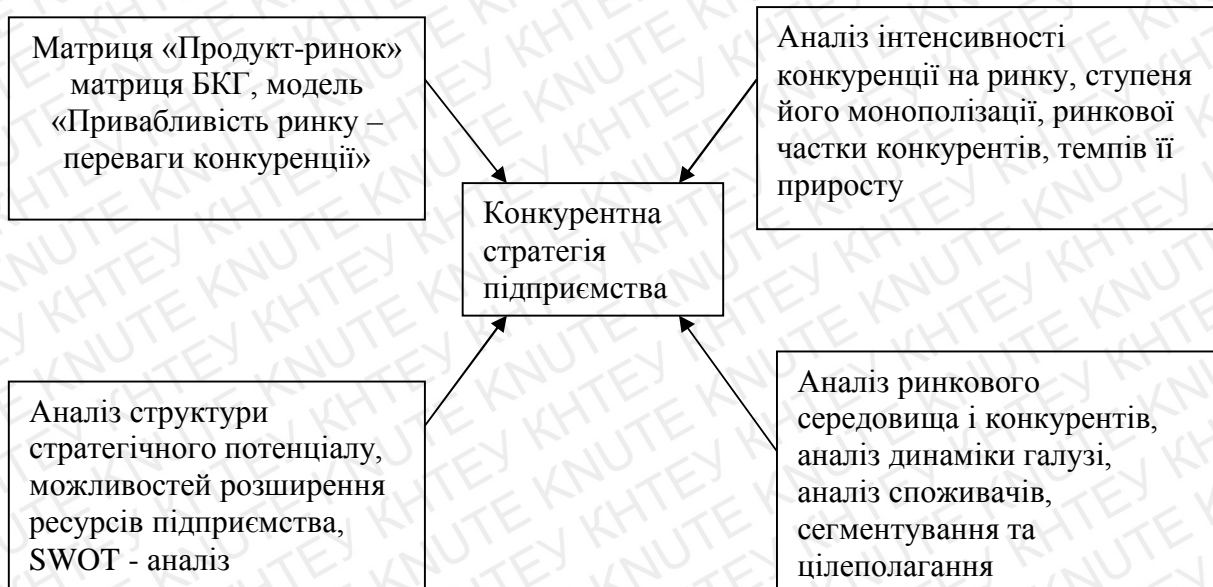 Матриця «Продукт-ринок»
матриця БКГ, модель
«Привабливість ринку –
переваги конкуренції»
Аналіз інтенсивності
конкуренції на ринку, ступеня
його монополізації, ринкової
частки конкурентів, темпів її
приросту
Конкурентна
стратегія
підприємства
Аналіз структури
стратегічного потенціалу,
можливостей розширення
ресурсів підприємства,
SWOT - аналіз
Аналіз ринкового
середовища і конкурентів,
аналіз динаміки галузі,
аналіз споживачів,
сегментування та
цілеполагання